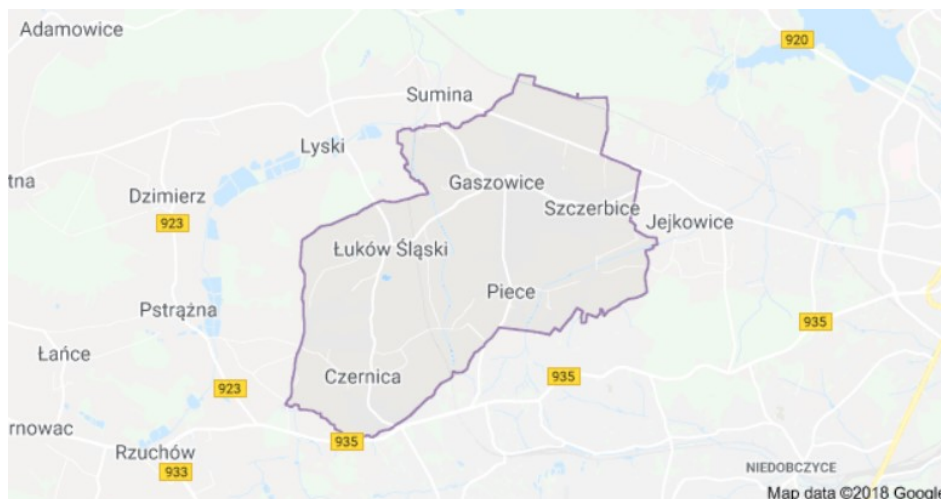 Adamowice
920
Sumina
Lyski
tna
Dzimierz
923
Gaszowice
Szczerbice
Jejkowice
Łuków Śląski
Piece
Pstrążna
935
Łańce
Czernica
935
923
rnowac
935
Rzuchów
933
NIEDOBCZYCE
Map data ©2018 Google